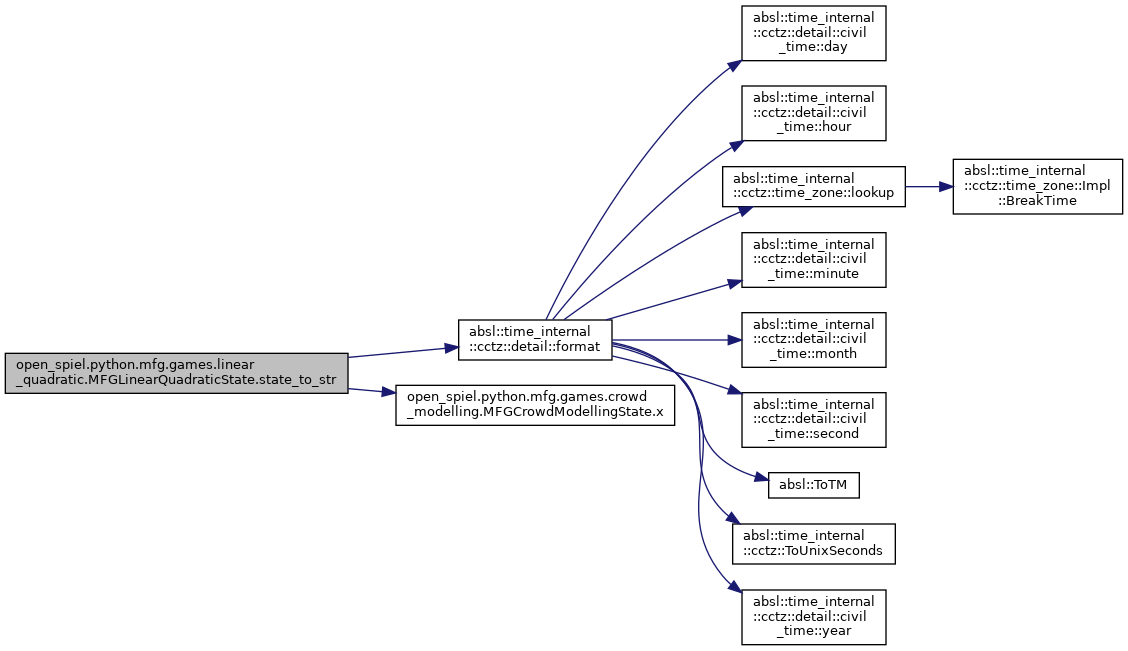 open_spiel.python.mfg.games.linear
_quadratic.MFGLinearQuadraticState.state_to_str
absl::time_internal
::cctz::detail::format
open_spiel.python.mfg.games.crowd
_modelling.MFGCrowdModellingState.x
absl::time_internal
::cctz::detail::civil
_time::day
absl::time_internal
::cctz::detail::civil
_time::hour
absl::time_internal
::cctz::time_zone::lookup
absl::time_internal
::cctz::time_zone::Impl
::BreakTime
absl::time_internal
::cctz::detail::civil
_time::minute
absl::time_internal
::cctz::detail::civil
_time::month
absl::time_internal
::cctz::detail::civil
_time::second
absl::ToTM
absl::time_internal
::cctz::ToUnixSeconds
absl::time_internal
::cctz::detail::civil
_time::year